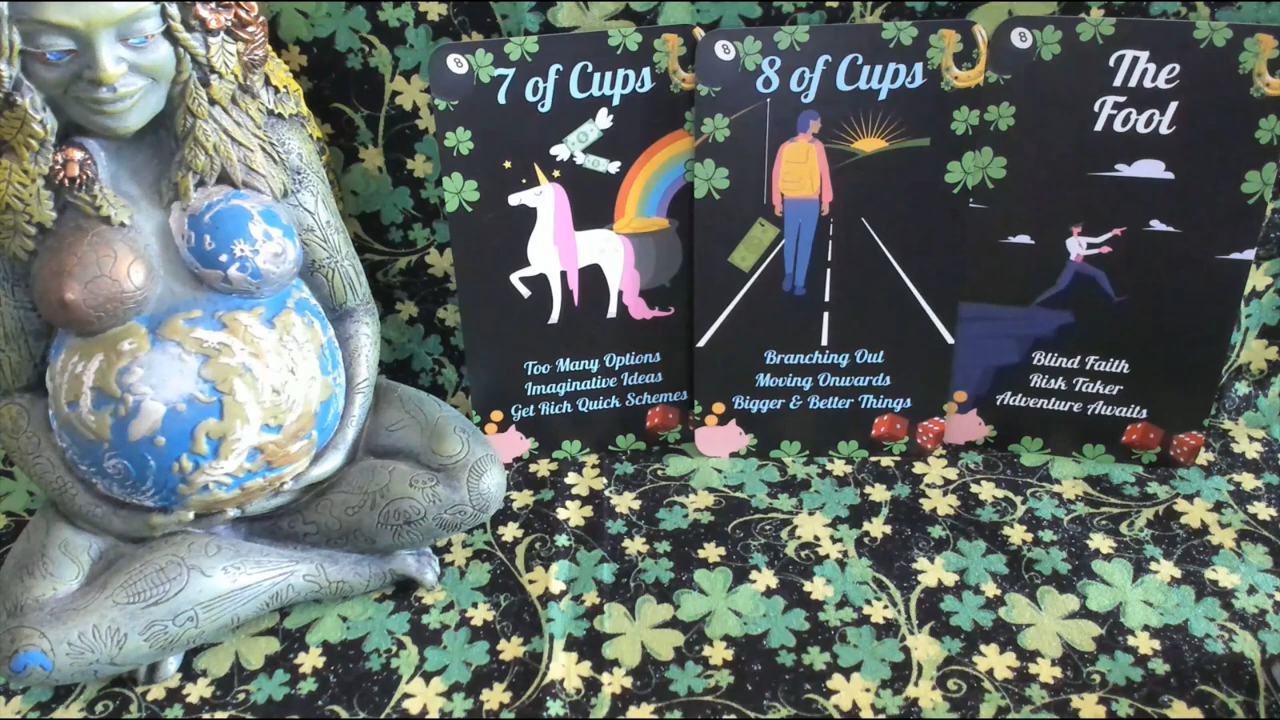 8
7 of Cups
Too Many Options
Imaginative Ideas
Get Rich Quick Schemes
8
8 of Cups
Branching Out
Moving Onwards
Bigger & Better Things
8
The
Fool
Blind Faith
Risk Taker
Adventure Awaits